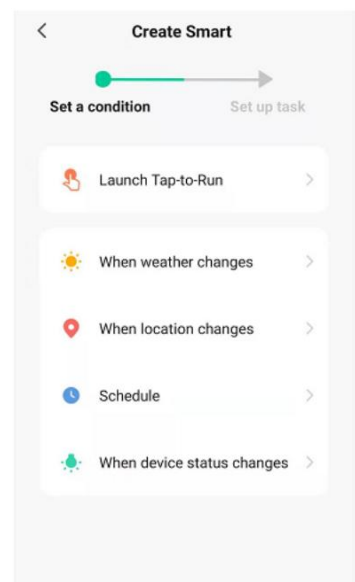 Create Smart
Set a condition
Set up task
Launch Tap-to-Run
When weather changes
When location changes
Schedule
When device status changes